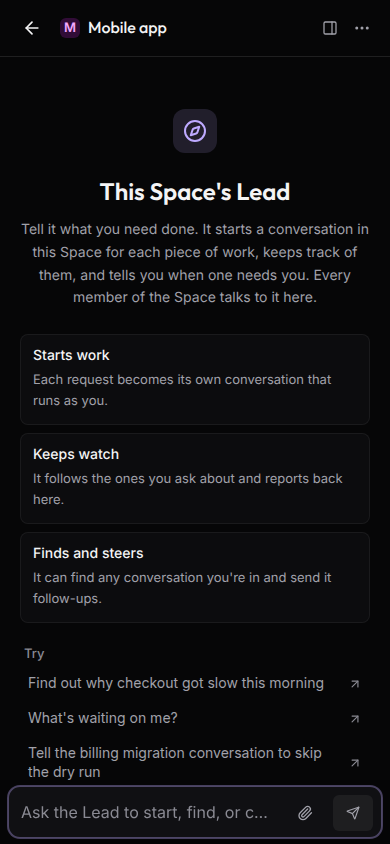 M Mobile app
This Space's Lead
Tell it what you need done. It starts a conversation in
this Space for each piece of work, keeps track of
them, and tells you when one needs you. Every
member of the Space talks to it here.
Starts work
Each request becomes its own conversation that
runs as you.
Keeps watch
It follows the ones you ask about and reports back
here.
Finds and steers
It can find any conversation you're in and send it
follow-ups.
Try
Find out why checkout got slow this morning
What's waiting on me?
Tell the billing migration conversation to skip
the dry run
Ask the Lead to start, find, or c...